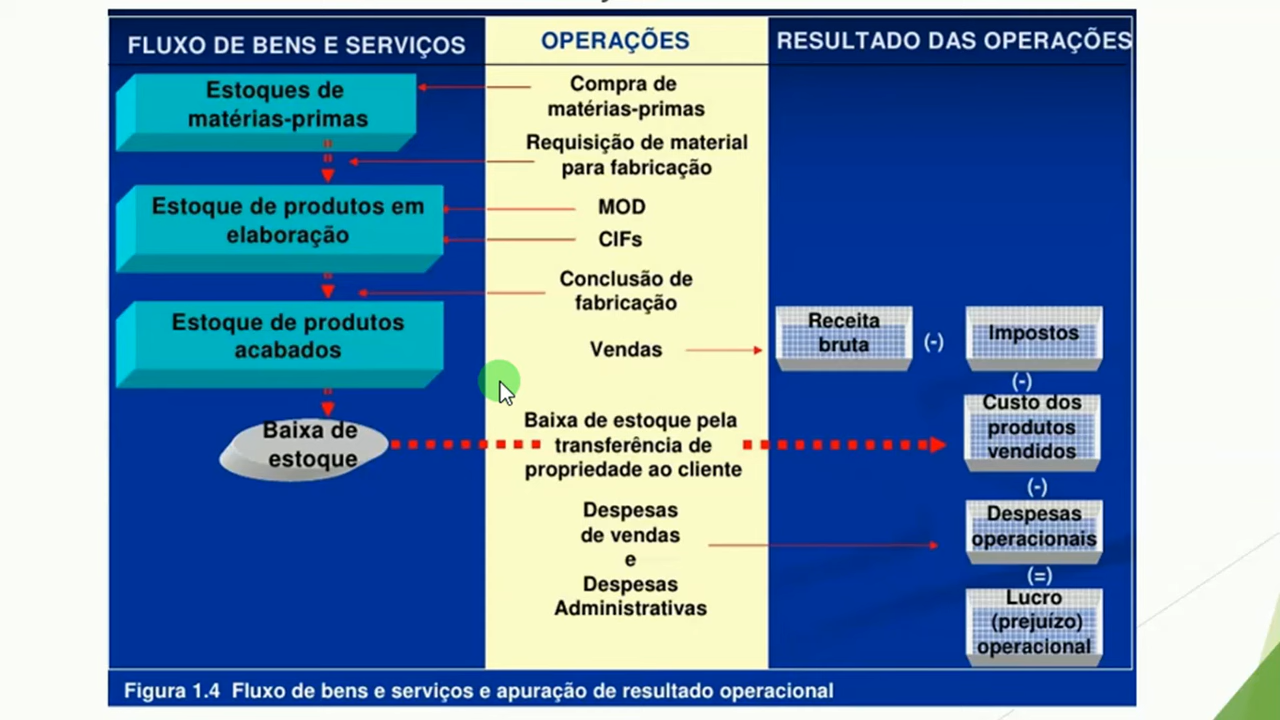 FLUXO DE BENS E SERVIÇOS
OPERAÇÕES
RESULTADO DAS OPERAÇÕES
Estoques de
matérias-primas
Compra de
matérias-primas
Requisição de material
para fabricação
Estoque de produtos em
elaboração
MOD
CIFs
Conclusão de
fabricação
Estoque de produtos
acabados
Vendas
Receita
bruta
(-)
Impostos
(-)
Baixa de
estoque
Baixa de estoque pela
transferência de
propriedade ao cliente
Custo dos
produtos
vendidos
(-)
Despesas
de vendas
e
Despesas
Administrativas
Despesas
operacionais
(=)
Lucro
(prejuízo)
operacional
Figura 1.4 Fluxo de bens e serviços e apuração de resultado operacional